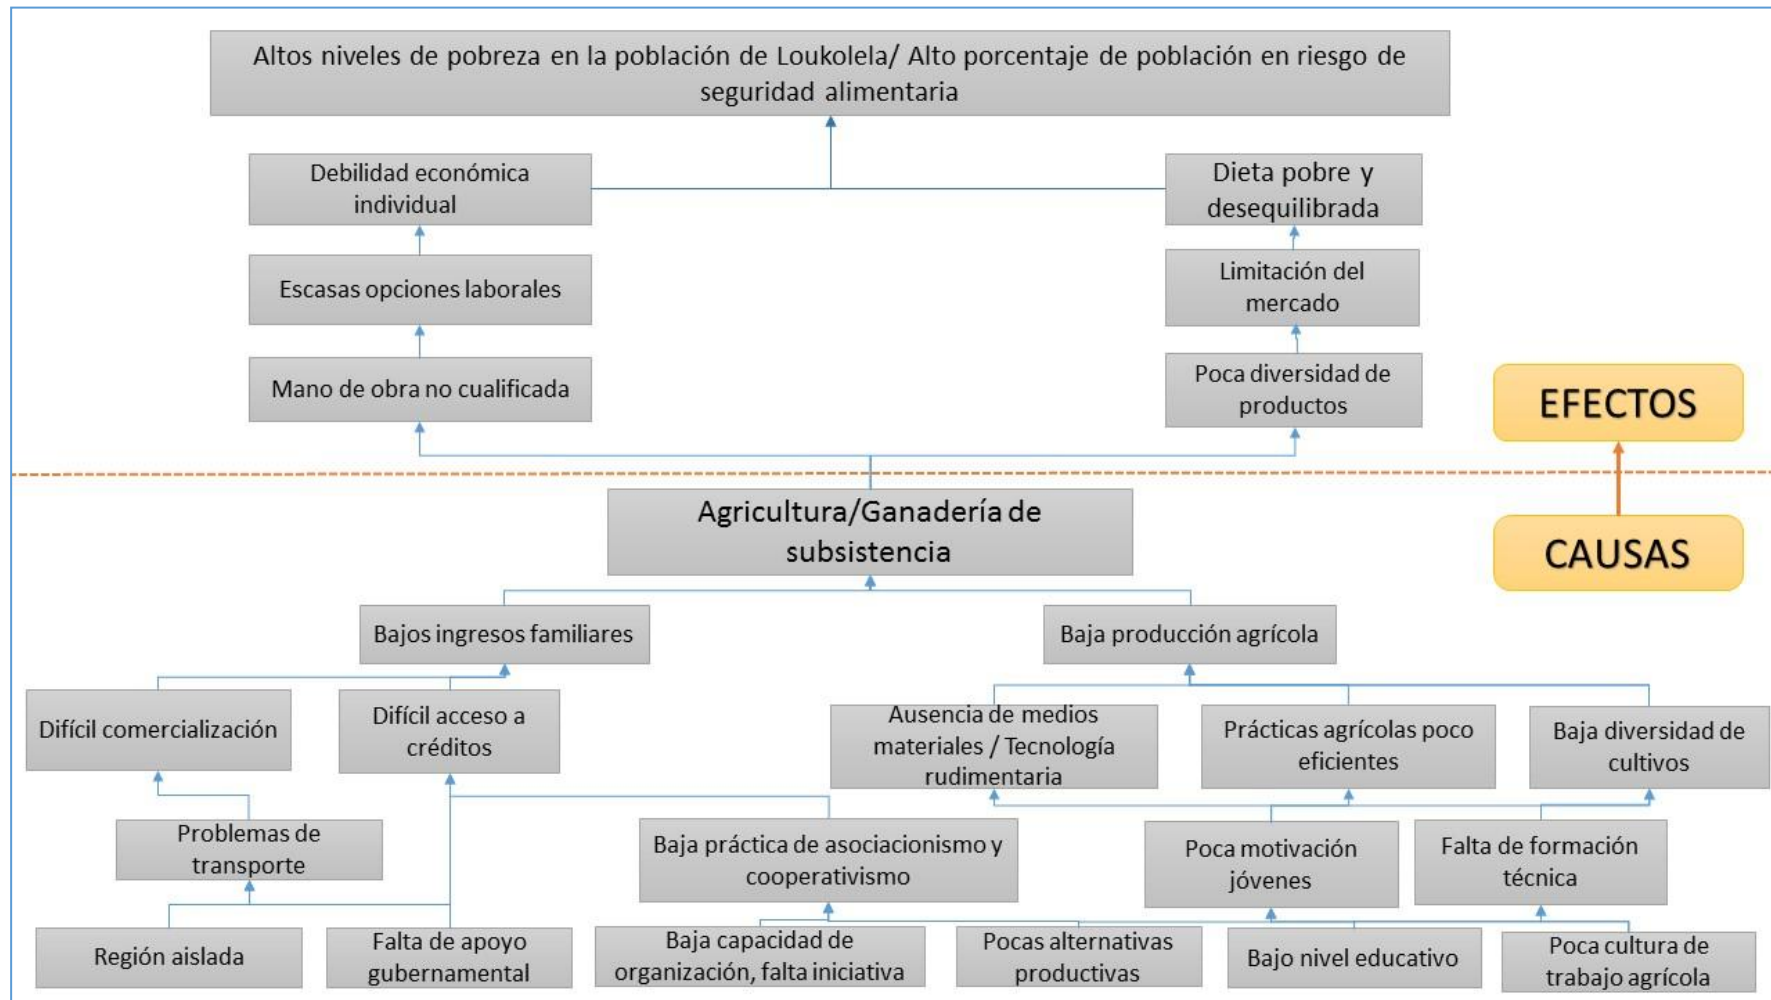 Altos niveles de pobreza en la población de Loukolela/ Alto porcentaje de población en riesgo de
seguridad alimentaria
Debilidad económica
individual
Dieta pobre y
desequilibrada
Escasas opciones laborales
Limitación del
mercado
Mano de obra no cualificada
Poca diversidad de
productos
EFECTOS
Agricultura/Ganadería de
subsistencia
CAUSAS
Bajos ingresos familiares
Baja producción agrícola
Difícil comercialización
Difícil acceso a
créditos
Ausencia de medios
materiales / Tecnología
rudimentaria
Prácticas agrícolas poco
eficientes
Baja diversidad de
cultivos
Problemas de
transporte
Baja práctica de asociacionismo y
cooperativismo
Poca motivación
jóvenes
Falta de formación
técnica
Región aislada
Falta de apoyo
gubernamental
Baja capacidad de
organización, falta iniciativa
Pocas alternativas
productivas
Bajo nivel educativo
Poca cultura de
trabajo agrícola